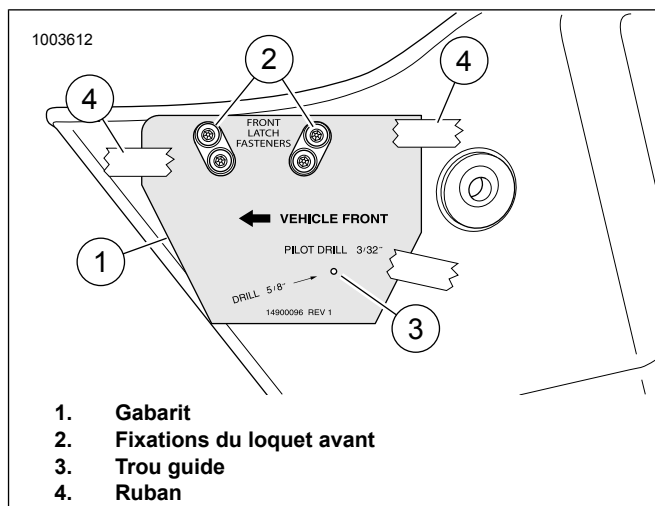 1003612
2
4
4
FRONT
LATCH
FASTENERS
VEHICLE FRONT
1
PILOT DRILL 3/32"
DRILL 5/8"
3
14900096 REV 1
1. Gabarit
2. Fixations du loquet avant
3. Trou guide
4. Ruban